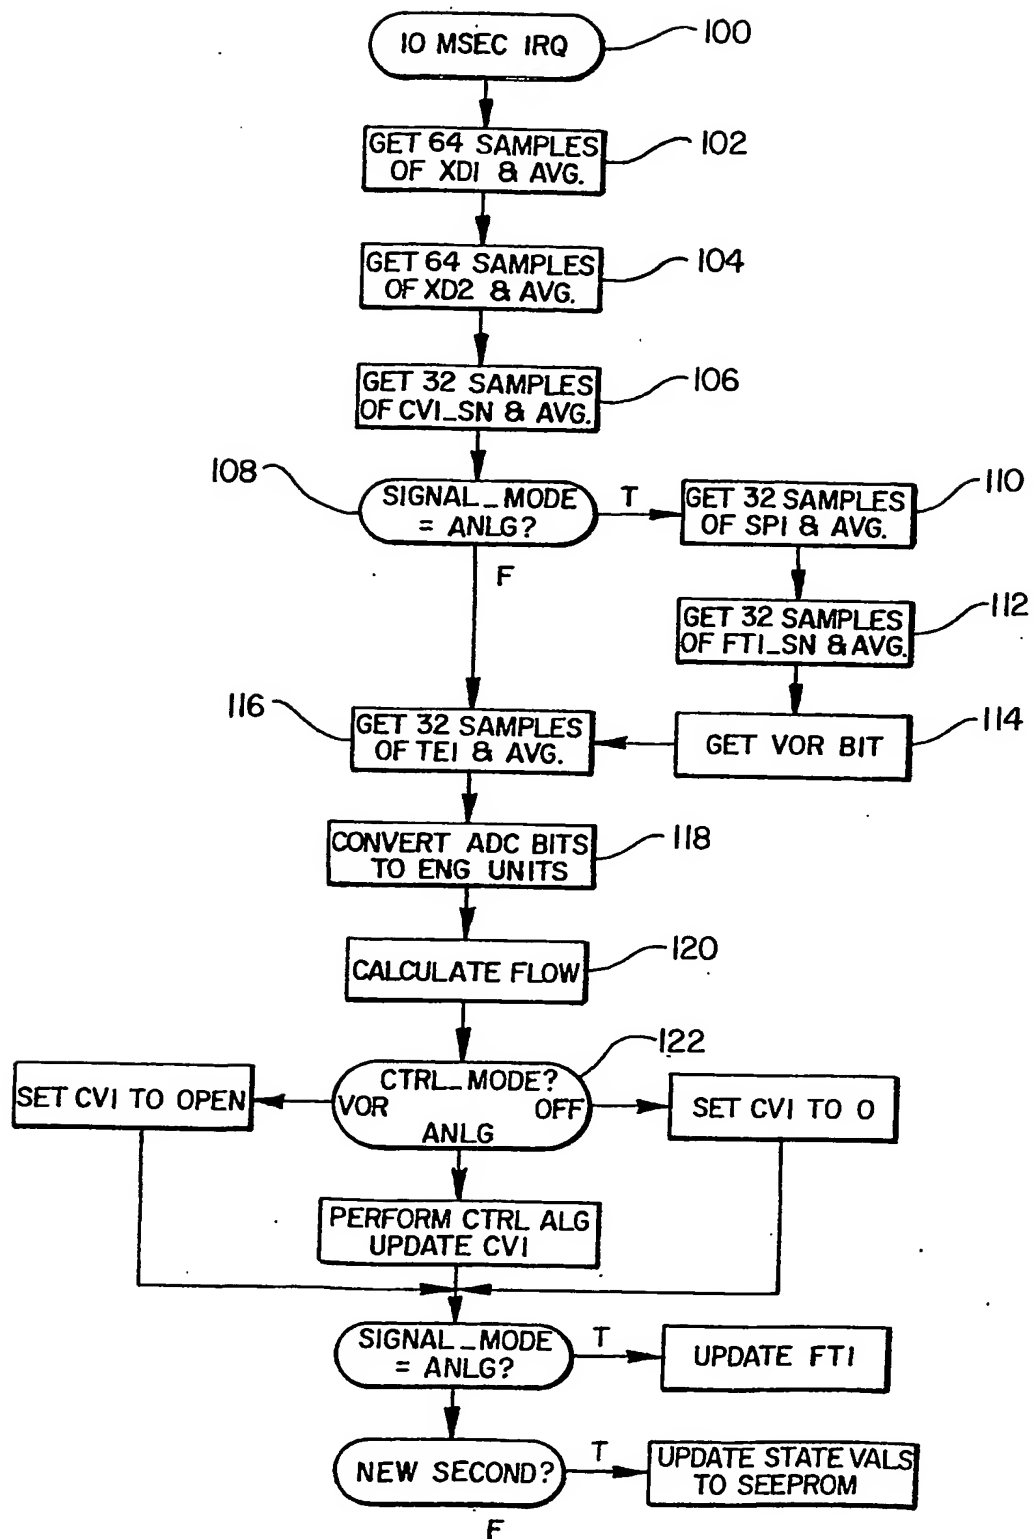 10 MSEC IRQ
100
GET 64 SAMPLES
OF XD1 & AVG.
102
GET 64 SAMPLES
OF XD2 & AVG.
104
GET 32 SAMPLES
OF CV1_SN & AVG.
106
108
SIGNAL_MODE
= ANLG?
T
F
GET 32 SAMPLES
OF SP1 & AVG.
110
GET 32 SAMPLES
OF FT1_SN & AVG.
112
GET VOR BIT
114
116
GET 32 SAMPLES
OF TE1 & AVG.
CONVERT ADC BITS
TO ENG UNITS
118
CALCULATE FLOW
120
122
CTRL_MODE?
VOR OFF
ANLG
SET CV1 TO OPEN
SET CV1 TO 0
PERFORM CTRL ALG
UPDATE CV1
SIGNAL_MODE
= ANLG?
T
UPDATE FT1
NEW SECOND?
T
UPDATE STATE VALS
TO SEEPROM
F